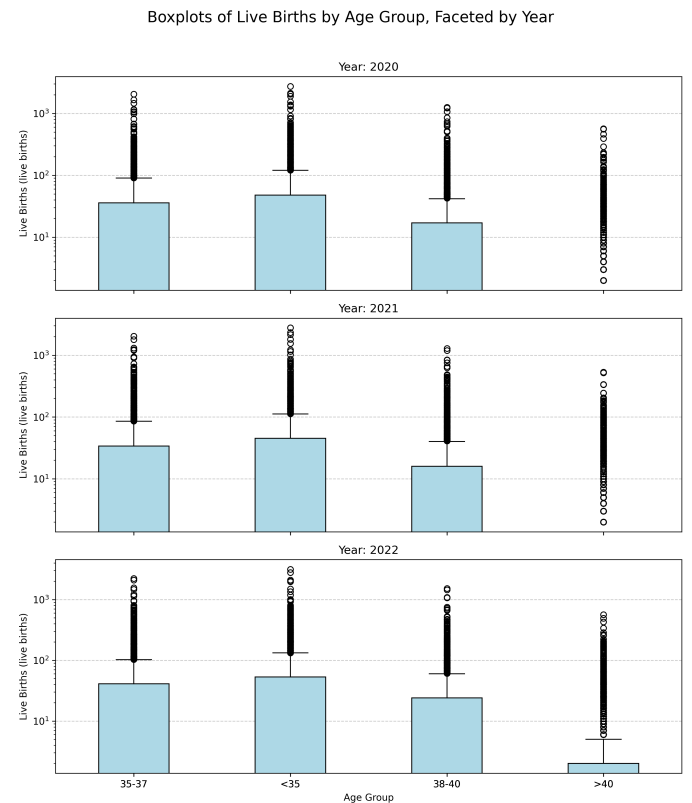 Boxplots of Live Births by Age Group, Faceted by Year
Year: 2020
10³
10²
10¹
Live Births (live births)
Year: 2021
10³
10²
10¹
Live Births (live births)
Year: 2022
10³
10²
10¹
Live Births (live births)
35-37 <35 38-40 >40
Age Group